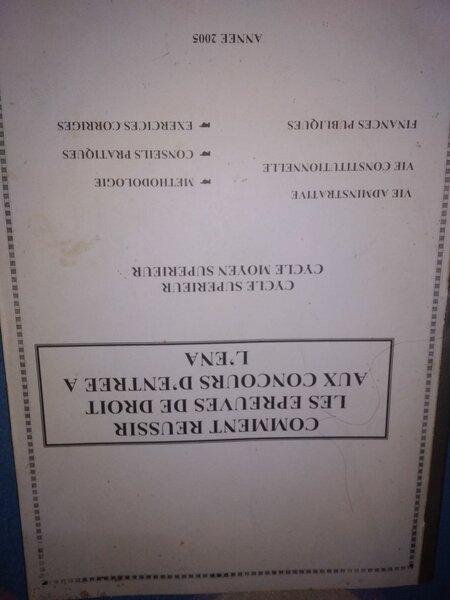 COMMENT REUSSIR
LES EPREUVES DE DROIT
AUX CONCOURS D'ENTREE A
L'ENA
CYCLE SUPERIEUR
CYCLE MOYEN SUPERIEUR
VIE ADMINSTRATIVE
VIE CONSTITUTIONNELLE
FINANCES PUBLIQUES
METHODOLOGIE
CONSEILS PRATIQUES
EXERCICES CORRIGES
ANNEE 2005